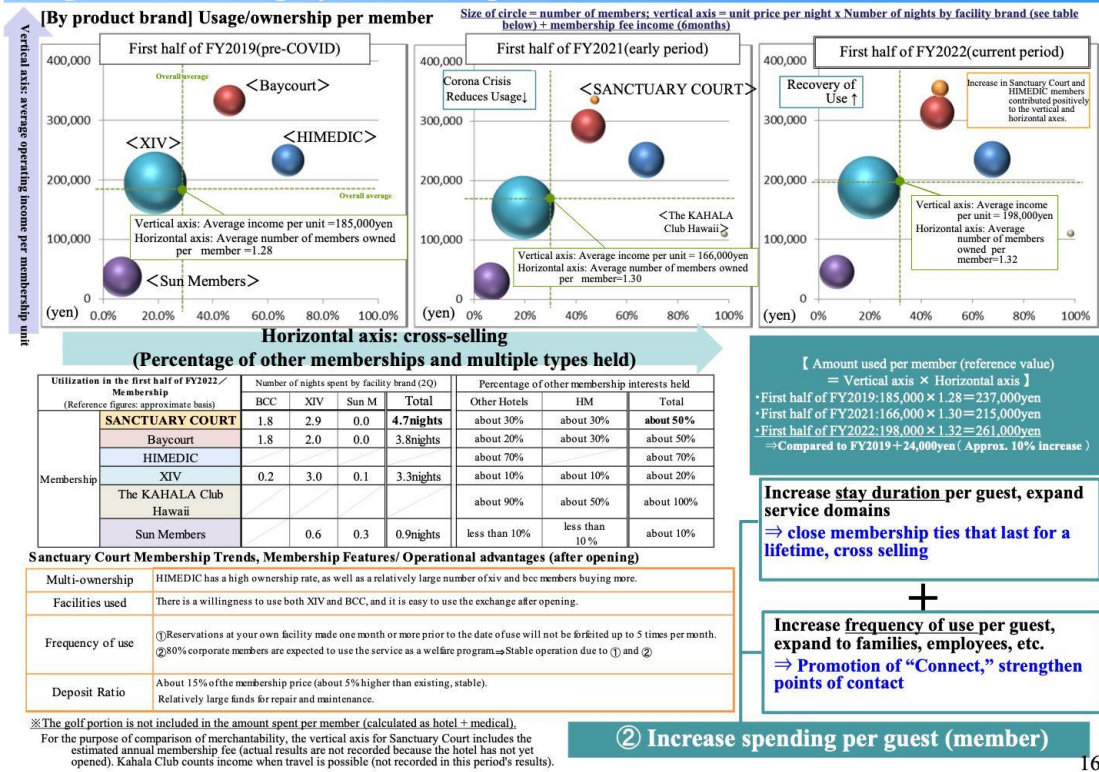 [By product brand] Usage/ownership per member
Size of circle = number of members; vertical axis = unit price per night x Number of nights by facility brand (see table
below) + membership fee income (6months)
Vertical axis: average operating income per membership unit
First half of FY2019(pre-COVID)
400,000
300,000
200,000
100,000
0
(yen)
0.0%
20.0%
40.0%
60.0%
80.0%
100.0%
Overall average
<Baycourt>
<XIV>
<HIMEDIC>
Overall average
Vertical axis: Average income per unit =185,000yen
Horizontal axis: Average number of members owned
per member =1.28
<Sun Members>
First half of FY2021(early period)
400,000
300,000
200,000
100,000
0
(yen)
0%
20%
40%
60%
80%
100%
Corona Crisis
Reduces Usage↓
<SANCTUARY COURT>
<The KAHALA
Club Hawaii>
Vertical axis: Average income per unit = 166,000yen
Horizontal axis: Average number of members owned
per member=1.30
First half of FY2022(current period)
400,000
300,000
200,000
100,000
0
(yen)
0%
20%
40%
60%
80%
100%
Recovery of
Use ↑
Increase in Sanctuary Court and
HIMEDIC members
contributed positively
to the vertical and
horizontal axes.
Vertical axis: Average income
per unit = 198,000yen
Horizontal axis: Average
number of members
owned per
member=1.32
Horizontal axis: cross-selling
(Percentage of other memberships and multiple types held)
Utilization in the first half of FY2022／
Membership
(Reference figures: approximate basis)
Number of nights spent by facility brand (2Q)
Percentage of other membership interests held
BCC XIV Sun M Total Other Hotels HM Total
Membership
SANCTUARY COURT 1.8 2.9 0.0 4.7nights about 30% about 30% about 50%
Baycourt 1.8 2.0 0.0 3.8nights about 20% about 30% about 50%
HIMEDIC about 70% about 70%
XIV 0.2 3.0 0.1 3.3nights about 10% about 10% about 20%
The KAHALA Club
Hawaii about 90% about 50% about 100%
Sun Members 0.6 0.3 0.9nights less than 10% less than
10 % about 10%
【 Amount used per member (reference value)
＝ Vertical axis × Horizontal axis 】
・First half of FY2019:185,000×1.28＝237,000yen
・First half of FY2021:166,000×1.30＝215,000yen
・First half of FY2022:198,000×1.32＝261,000yen
⇒Compared to FY2019＋24,000yen（ Approx. 10% increase ）
Increase stay duration per guest, expand
service domains
⇒ close membership ties that last for a
lifetime, cross selling
+
Increase frequency of use per guest,
expand to families, employees, etc.
⇒ Promotion of “Connect,” strengthen
points of contact
Sanctuary Court Membership Trends, Membership Features/ Operational advantages (after opening)
Multi-ownership HIMEDIC has a high ownership rate, as well as a relatively large number of xiv and bcc members buying more.
Facilities used There is a willingness to use both XIV and BCC, and it is easy to use the exchange after opening.
Frequency of use
①Reservations at your own facility made one month or more prior to the date of use will not be forfeited up to 5 times per month.
②80% corporate members are expected to use the service as a welfare program.⇒Stable operation due to ① and ②
Deposit Ratio
About 15% of the membership price (about 5% higher than existing, stable).
Relatively large funds for repair and maintenance.
※The golf portion is not included in the amount spent per member (calculated as hotel + medical).
For the purpose of comparison of merchantability, the vertical axis for Sanctuary Court includes the
estimated annual membership fee (actual results are not recorded because the hotel has not yet
opened). Kahala Club counts income when travel is possible (not recorded in this period's results).
② Increase spending per guest (member)
16